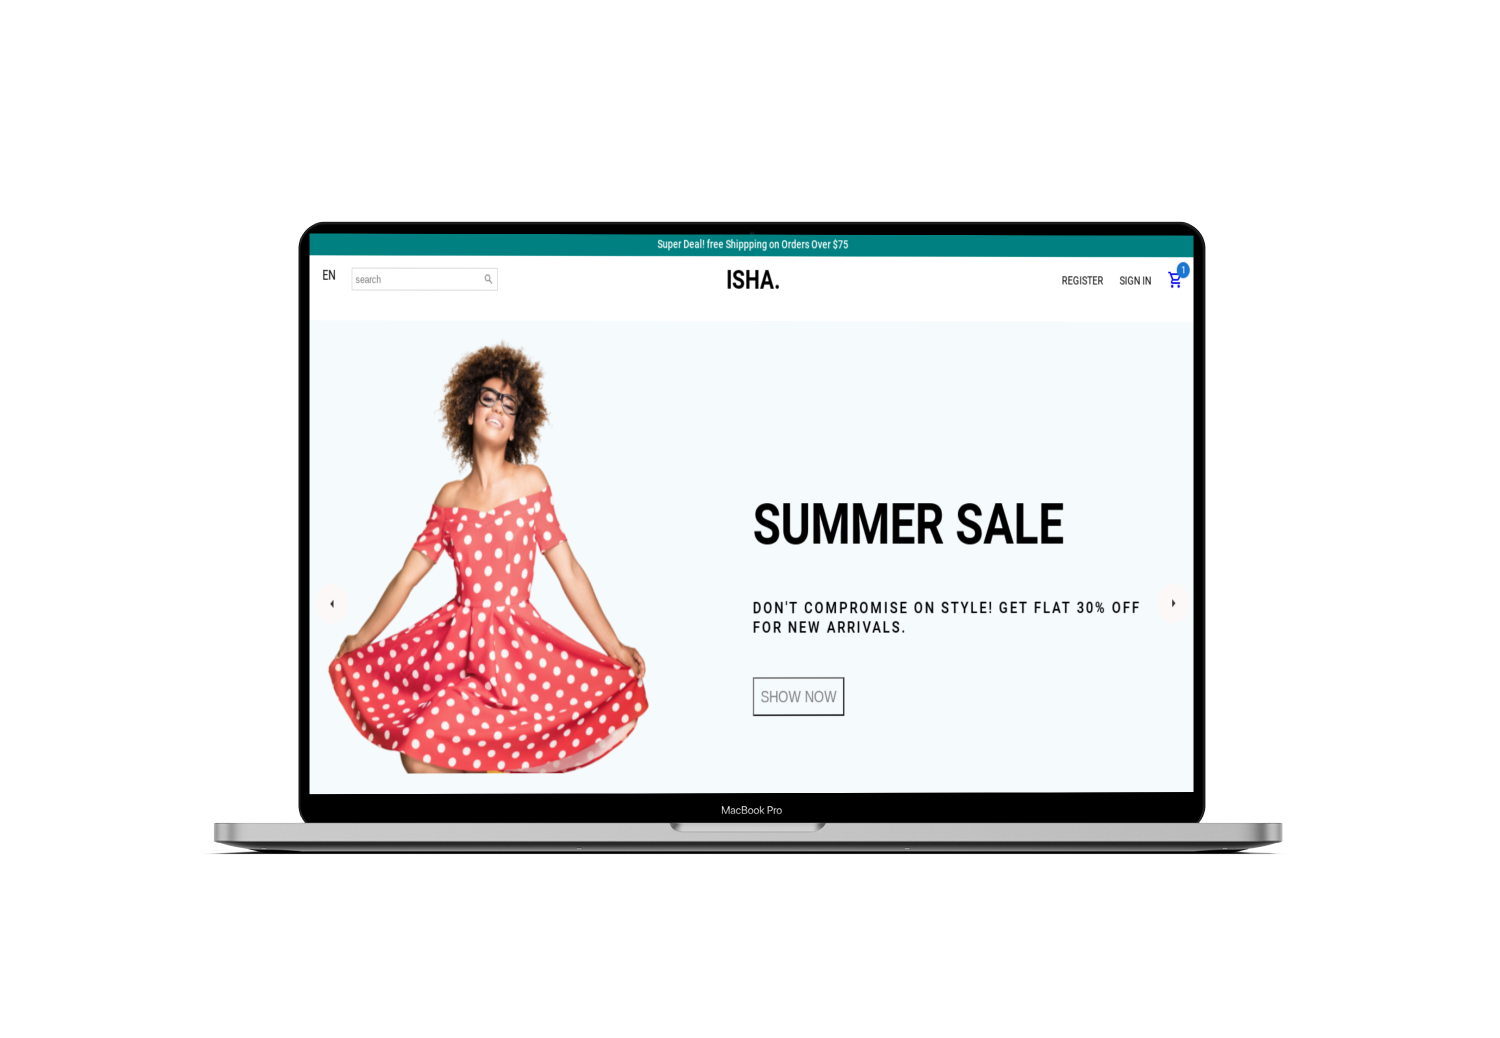 Super Deal! free Shippping on Orders Over $75
EN
search
ISHA.
REGISTER
SIGN IN
1
SUMMER SALE
DON'T COMPROMISE ON STYLE! GET FLAT 30% OFF
FOR NEW ARRIVALS.
SHOW NOW
MacBook Pro